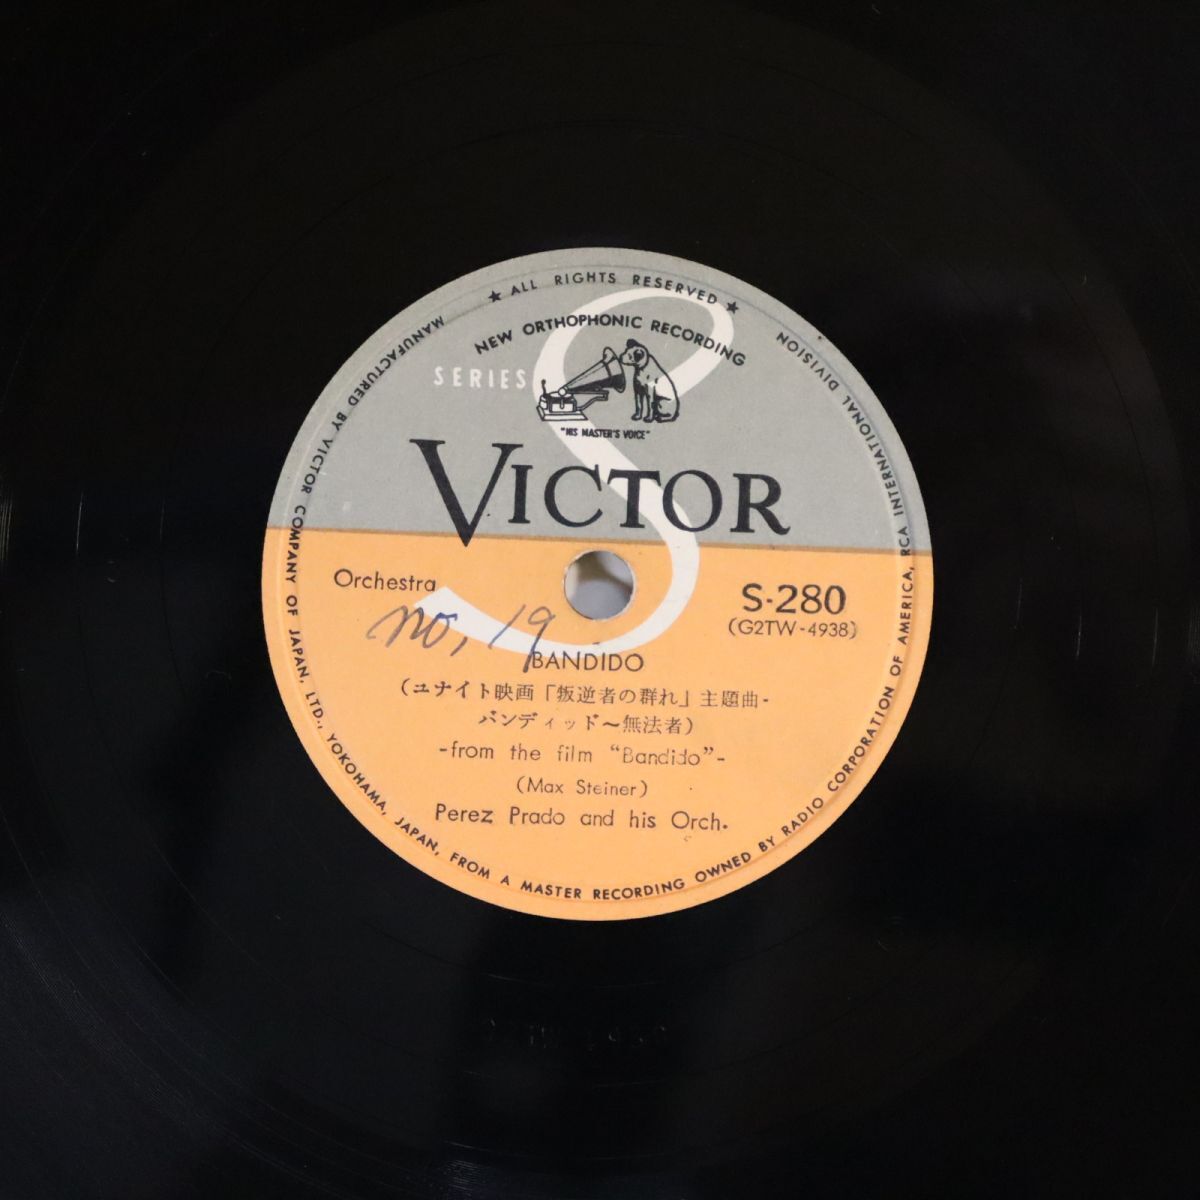 ★ ALL RIGHTS RESERVED ★
MANUFACTURED BY VICTOR COMPANY OF JAPAN, LTD., YOKOHAMA, JAPAN, FROM A MASTER RECORDING OWNED BY RADIO CORPORATION OF AMERICA, RCA INTERNATIONAL DIVISION
NEW ORTHOPHONIC RECORDING
S
SERIES
"HIS MASTER'S VOICE"
VICTOR
Orchestra
S-280
(G2TW-4938)
no, 19
BANDIDO
(ユナイト映画「叛逆者の群れ」主題曲-
バンディッド〜無法者)
-from the film "Bandido"-
(Max Steiner)
Perez Prado and his Orch.